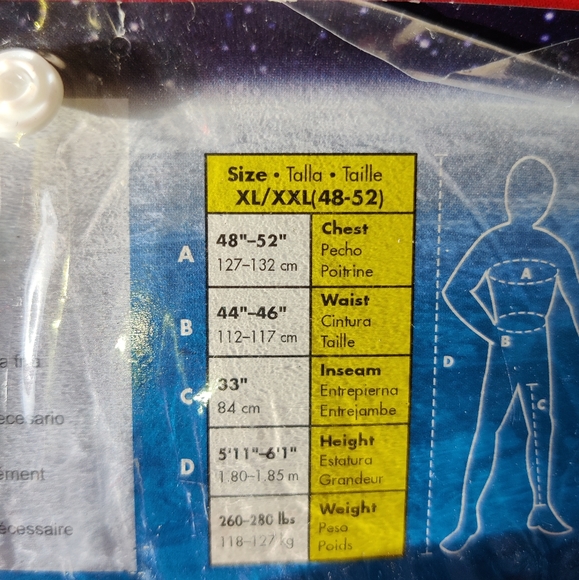 Size • Talla • Taille
XL/XXL(48-52)
A
48"–52"
127–132 cm
Chest
Pecho
Poitrine
B
44"–46"
112–117 cm
Waist
Cintura
Taille
C
33"
84 cm
Inseam
Entrepierna
Entrejambe
D
5'11"–6'1"
1.80–1.85 m
Height
Estatura
Grandeur
260–280 lbs
118–127 kg
Weight
Peso
Poids
A
B
C
D